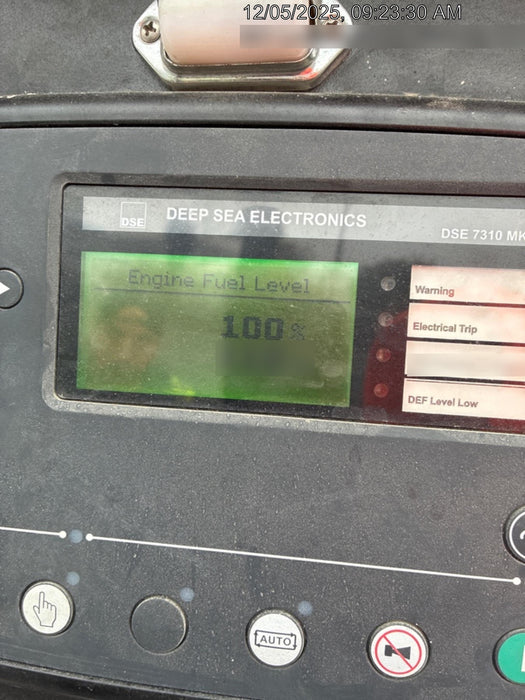 12/05/2025, 09:23:30 AM
DSE
DEEP SEA ELECTRONICS
DSE 7310 MK
Engine Fuel Level
100 %
Warning
Electrical Trip
DEF Level Low
AUTO